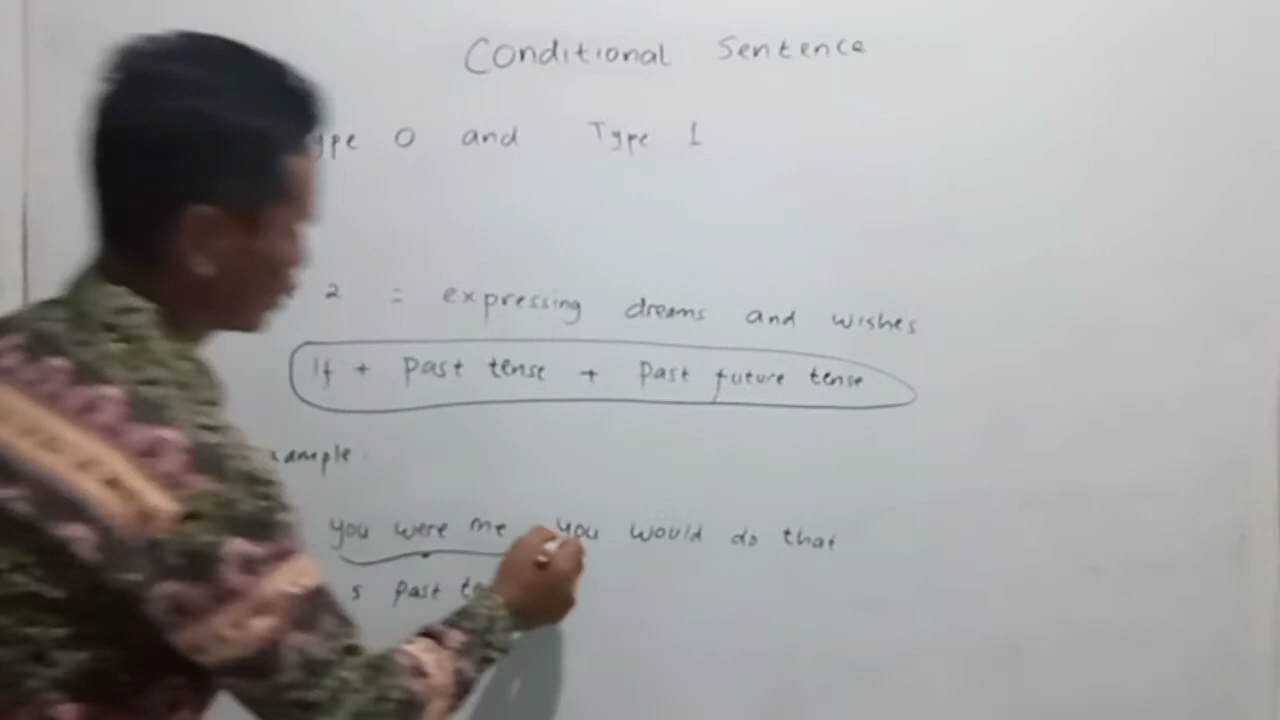 Conditional Sentence
ype 0 and Type 1
2 = expressing dreams and wishes
If + past tense + past future tense
xample
you were me you would do that
s past te